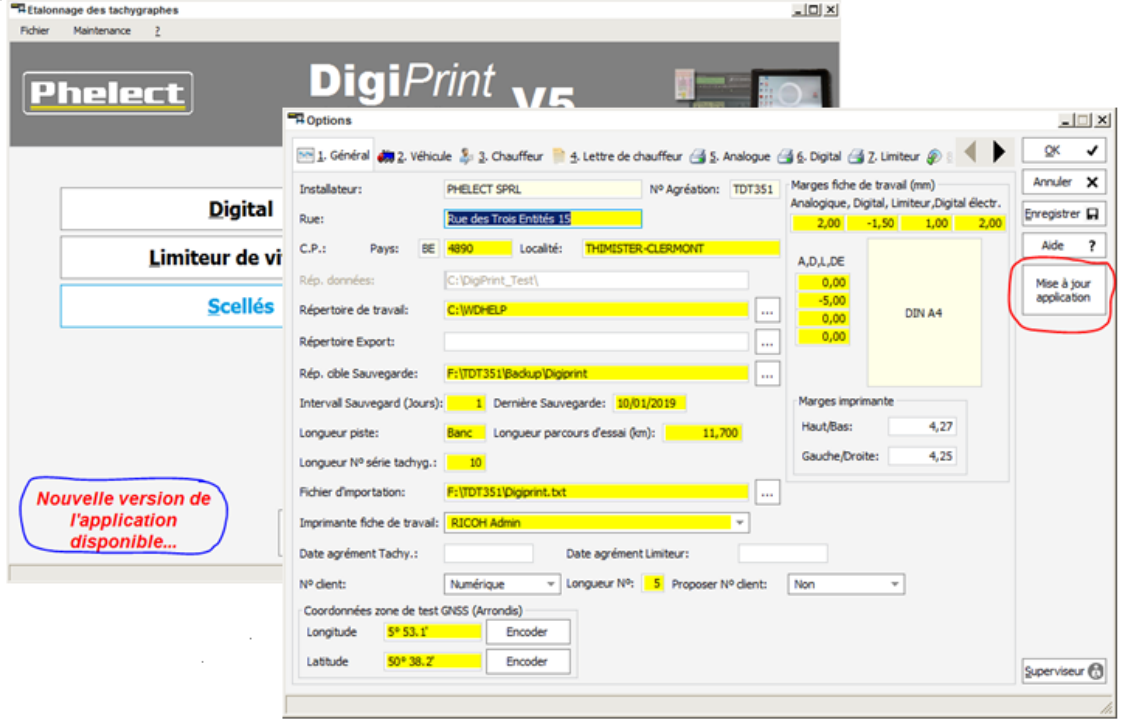 Etalonnage des tachygraphes
Fichier Maintenance ?
Phelect
DigiPrint V5
Digital
Limiteur de vi
Scellés
Nouvelle version de
l'application
disponible...
Options
1. Général 2. Véhicule 3. Chauffeur 4. Lettre de chauffeur 5. Analogue 6. Digital 7. Limiteur
Installateur: PHELECT SPRL N° Agréation: TDT351
Rue: Rue des Trois Entités 15
C.P.: Pays: BE 4890 Localité: THIMISTER-CLERMONT
Rép. données: C:\DigiPrint_Test\
Répertoire de travail: C:\WDHELP ...
Répertoire Export: ...
Rép. cible Sauvegarde: F:\TDT351\Backup\Digiprint ...
Intervall Sauvegard (Jours): 1 Dernière Sauvegarde: 10/01/2019
Longueur piste: Banc Longueur parcours d'essai (km): 11,700
Longueur N° série tachyg.: 10
Fichier d'importation: F:\TDT351\Digiprint.txt ...
Imprimante fiche de travail: RICOH Admin
Date agrément Tachy.: Date agrément Limiteur:
N° client: Numérique Longueur N°: 5 Proposer N° client: Non
Coordonnées zone de test GNSS (Arrondis)
Longitude 5° 53.1' Encoder
Latitude 50° 38.2' Encoder
Marges fiche de travail (mm)
Analogique, Digital, Limiteur,Digital électr.
2,00 -1,50 1,00 2,00
A,D,L,DE
0,00
-5,00
0,00
0,00
DIN A4
Marges imprimante
Haut/Bas: 4,27
Gauche/Droite: 4,25
OK
Annuler
Enregistrer
Aide ?
Mise à jour
application
Superviseur